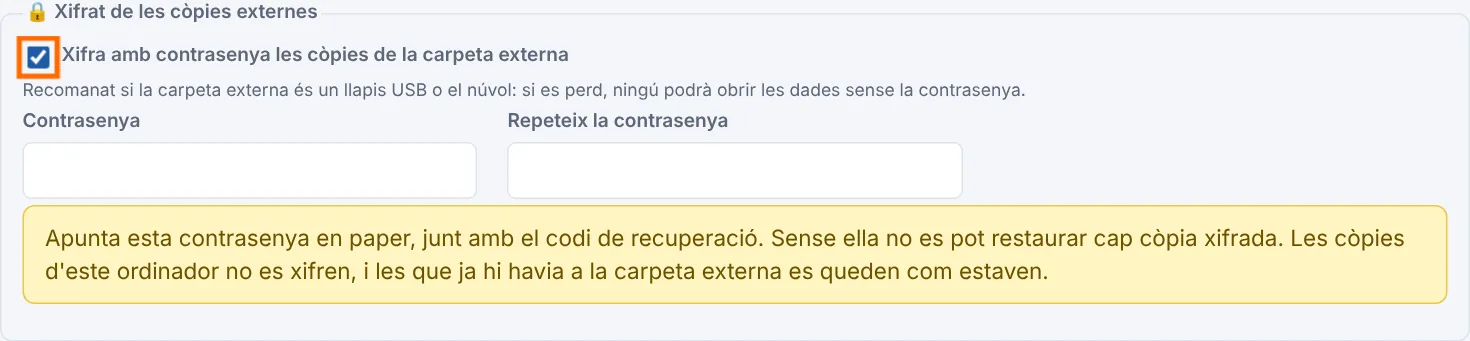 🔒 Xifrat de les còpies externes
Xifra amb contrasenya les còpies de la carpeta externa
Recomanat si la carpeta externa és un llapis USB o el núvol: si es perd, ningú podrà obrir les dades sense la contrasenya.
Contrasenya
Repeteix la contrasenya
Apunta esta contrasenya en paper, junt amb el codi de recuperació. Sense ella no es pot restaurar cap còpia xifrada. Les còpies
d'este ordinador no es xifren, i les que ja hi havia a la carpeta externa es queden com estaven.